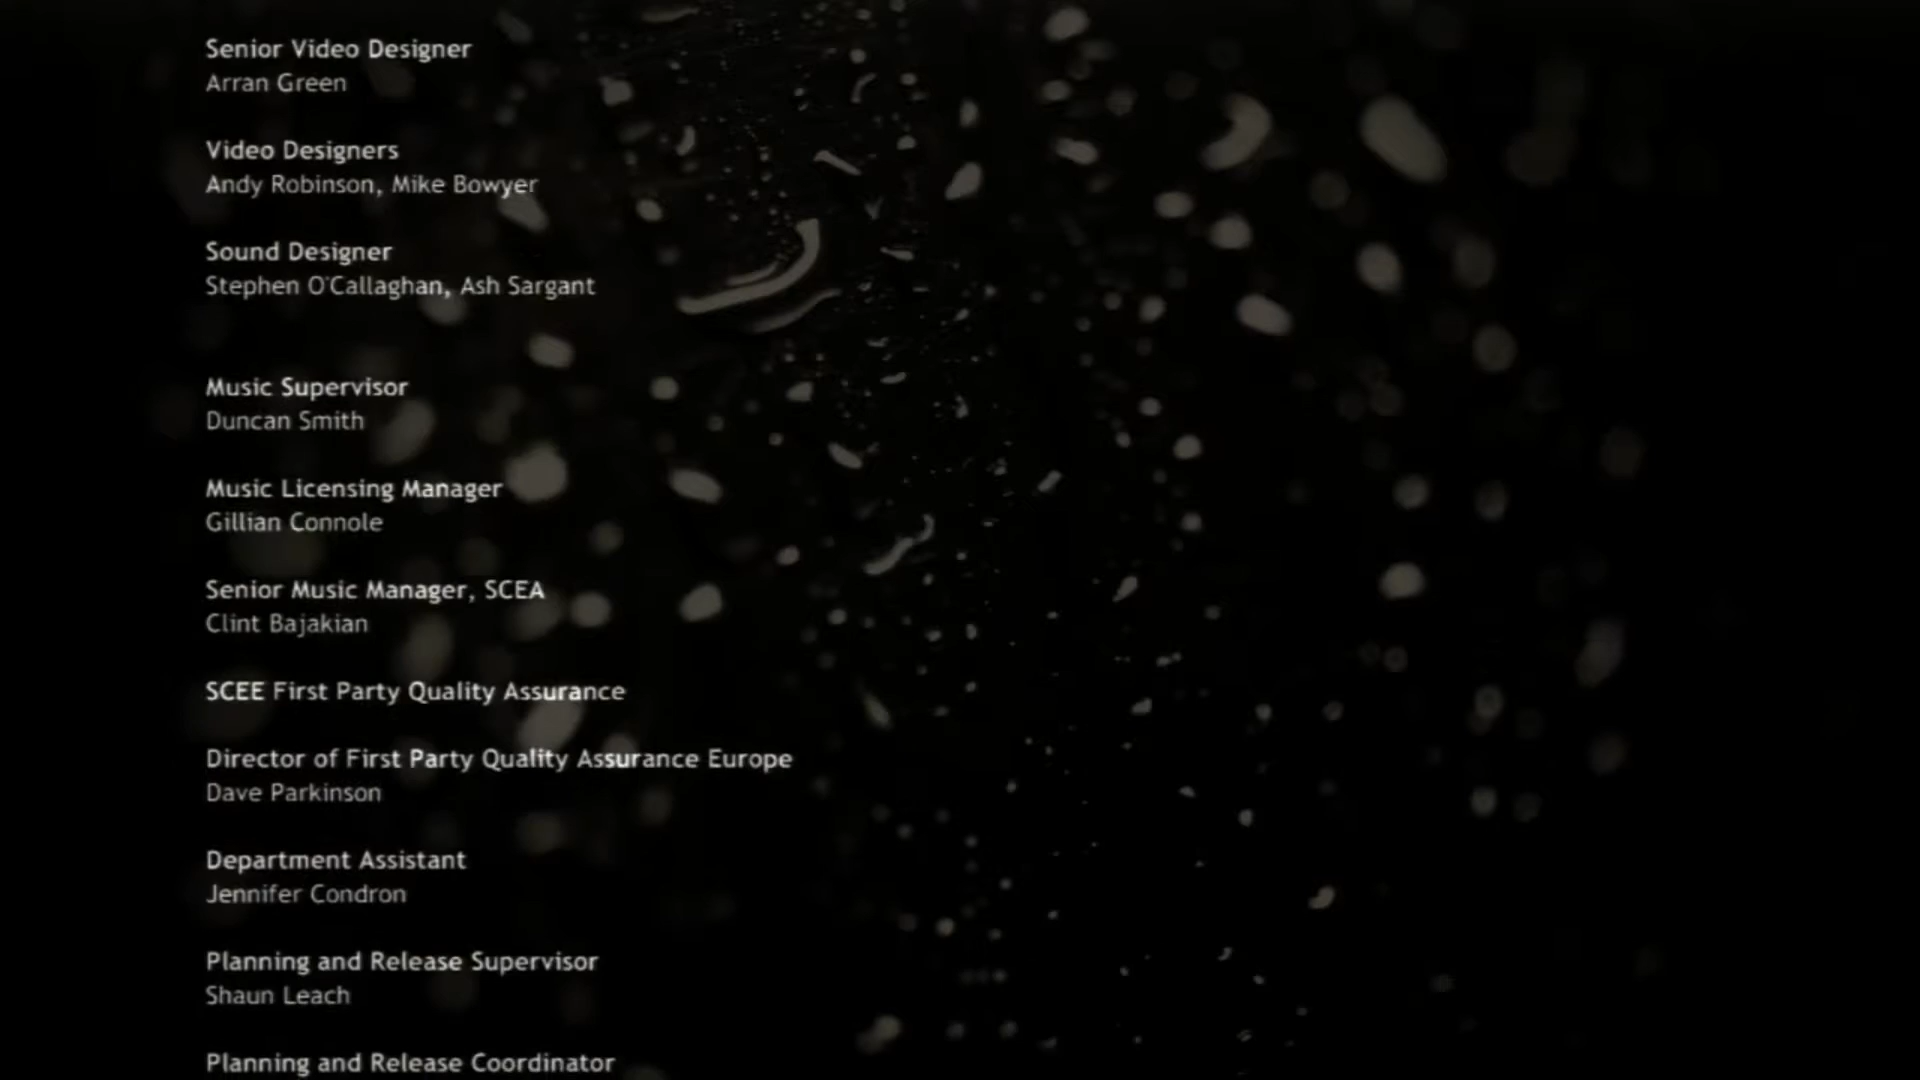 Senior Video Designer
Arran Green
Video Designers
Andy Robinson, Mike Bowyer
Sound Designer
Stephen O'Callaghan, Ash Sargant
Music Supervisor
Duncan Smith
Music Licensing Manager
Gillian Connole
Senior Music Manager, SCEA
Clint Bajakian
SCEE First Party Quality Assurance
Director of First Party Quality Assurance Europe
Dave Parkinson
Department Assistant
Jennifer Condron
Planning and Release Supervisor
Shaun Leach
Planning and Release Coordinator